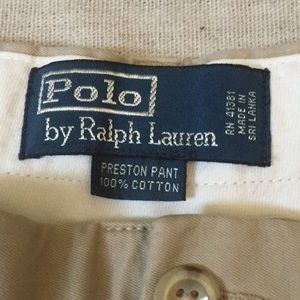 Polo
by Ralph Lauren
RN 41381
MADE IN
SRI LANKA
PRESTON PANT
100% COTTON